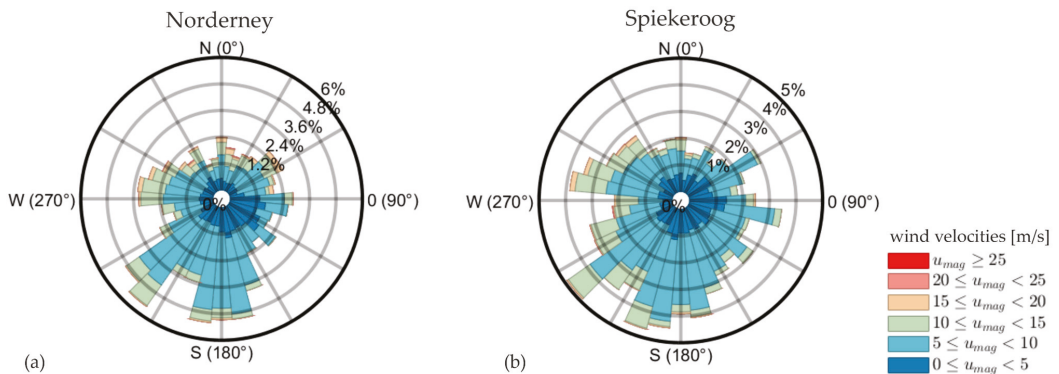 Norderney
N (0°)
6%
4.8%
3.6%
2.4%
1.2%
0%
W (270°)
0 (90°)
S (180°)
(a)
Spiekeroog
N (0°)
5%
4%
3%
2%
1%
0%
W (270°)
0 (90°)
S (180°)
(b)
wind velocities [m/s]
u_mag ≥ 25
20 ≤ u_mag < 25
15 ≤ u_mag < 20
10 ≤ u_mag < 15
5 ≤ u_mag < 10
0 ≤ u_mag < 5